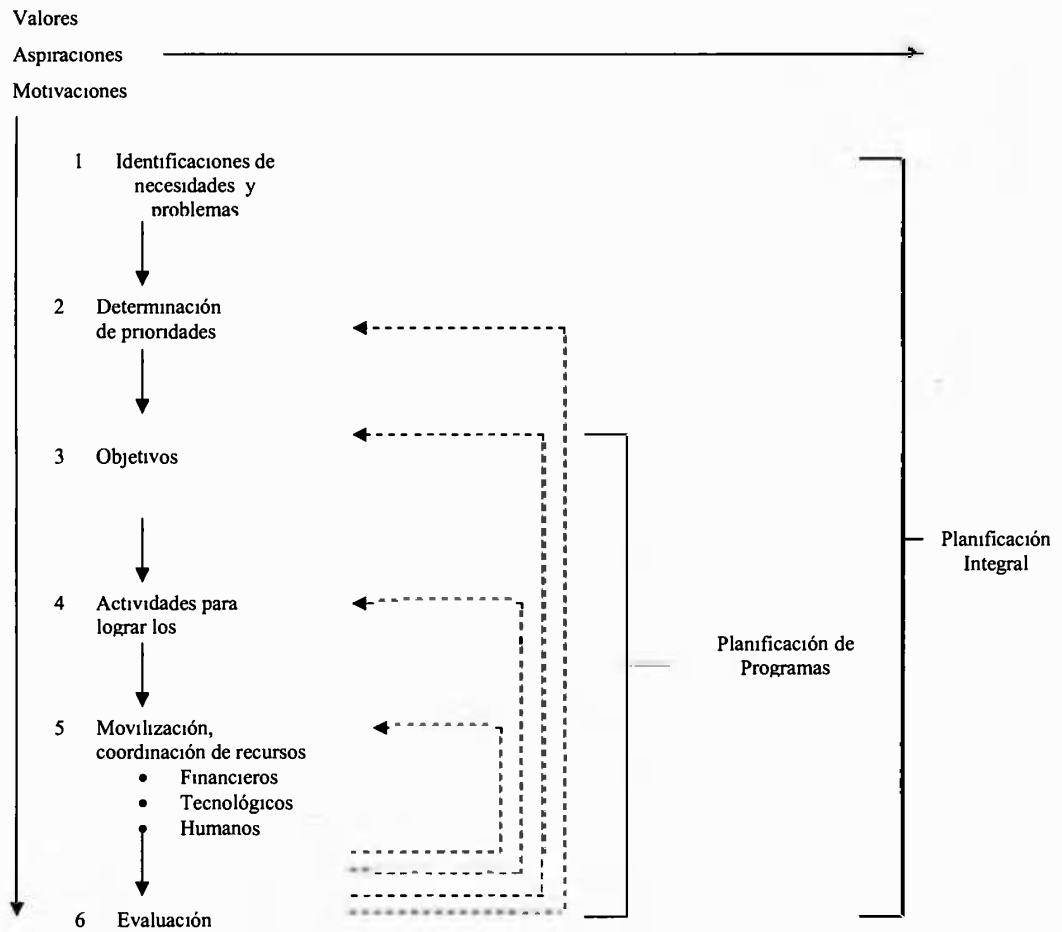 Valores
Aspiraciones
Motivaciones
1 Identificaciones de
necesidades y
problemas
2 Determinación
de prioridades
3 Objetivos
4 Actividades para
lograr los
5 Movilización,
coordinación de recursos
• Financieros
• Tecnológicos
• Humanos
6 Evaluación
Planificación de
Programas
Planificación
Integral